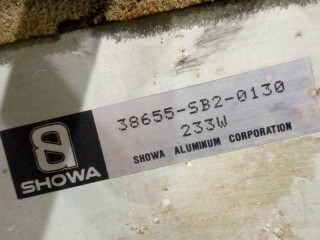 38655-SB2-0130
233W
SHOWA
SHOWA ALUMINUM CORPORATION